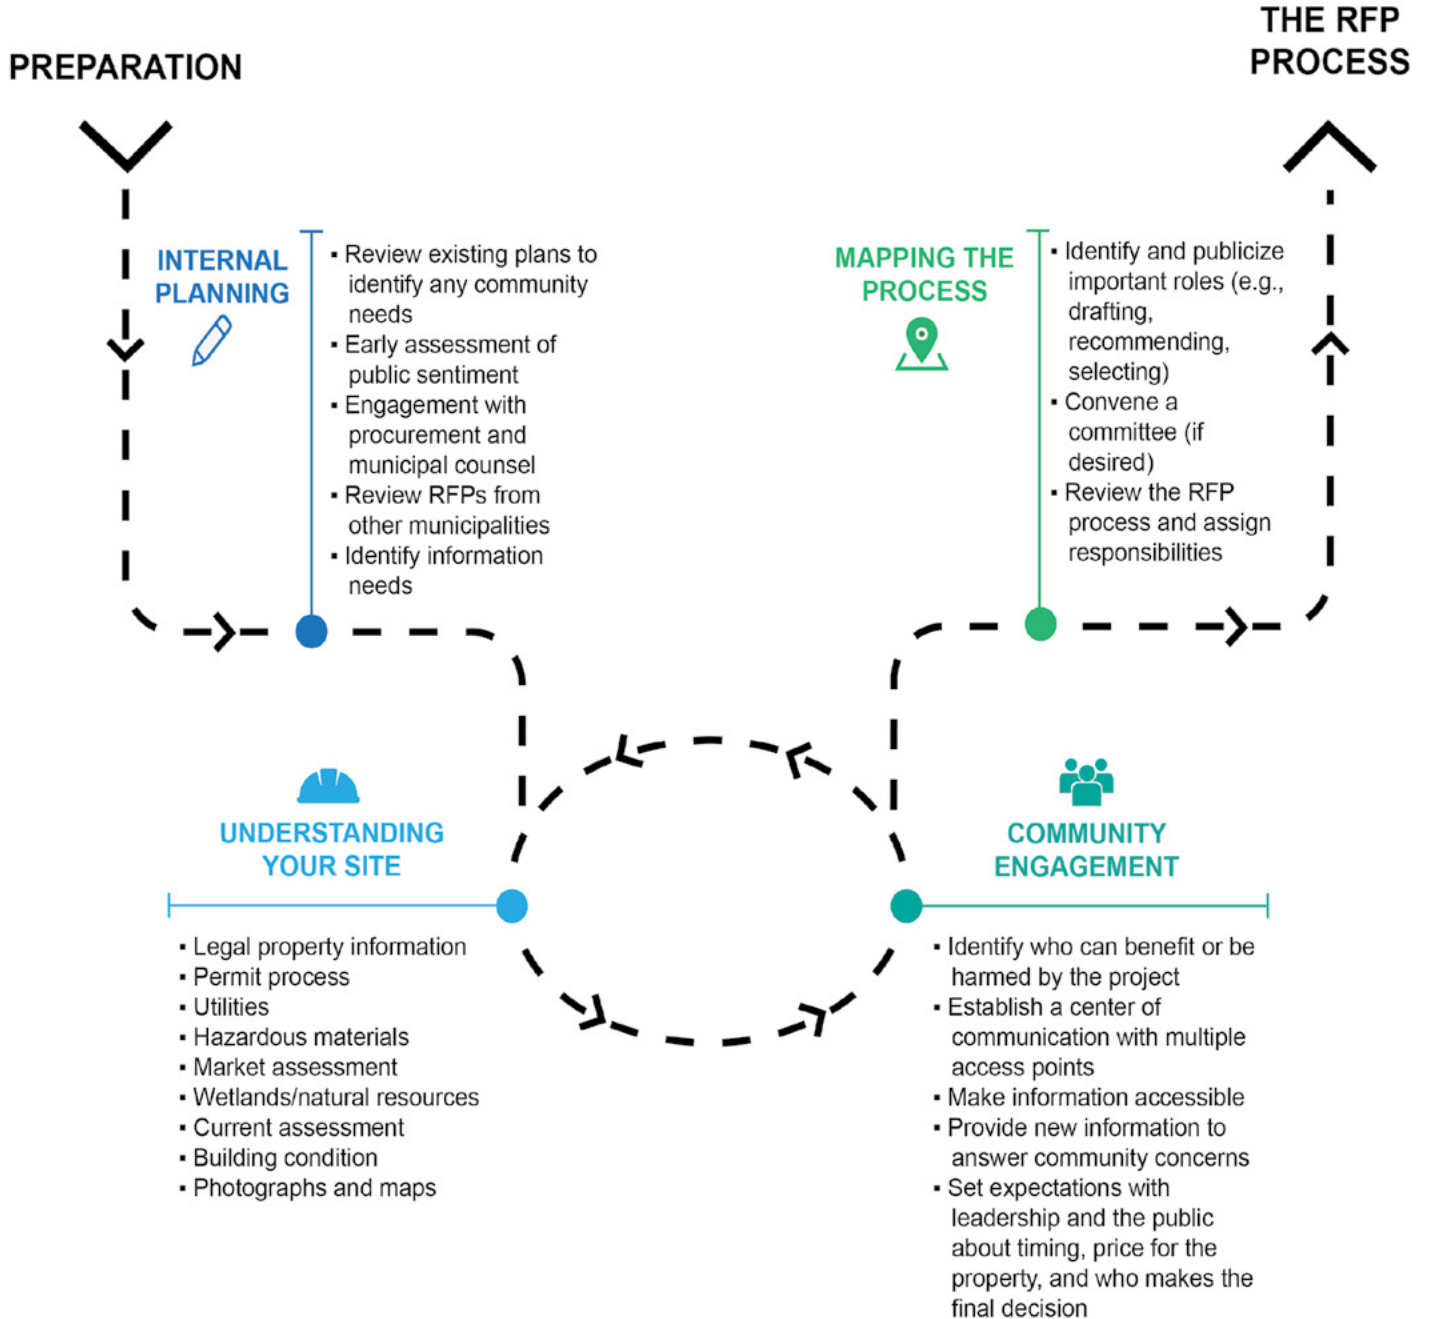 PREPARATION
THE RFP
PROCESS
INTERNAL
PLANNING
▪ Review existing plans to
identify any community
needs
▪ Early assessment of
public sentiment
▪ Engagement with
procurement and
municipal counsel
▪ Review RFPs from
other municipalities
▪ Identify information
needs
MAPPING THE
PROCESS
▪ Identify and publicize
important roles (e.g.,
drafting,
recommending,
selecting)
▪ Convene a
committee (if
desired)
▪ Review the RFP
process and assign
responsibilities
UNDERSTANDING
YOUR SITE
▪ Legal property information
▪ Permit process
▪ Utilities
▪ Hazardous materials
▪ Market assessment
▪ Wetlands/natural resources
▪ Current assessment
▪ Building condition
▪ Photographs and maps
COMMUNITY
ENGAGEMENT
▪ Identify who can benefit or be
harmed by the project
▪ Establish a center of
communication with multiple
access points
▪ Make information accessible
▪ Provide new information to
answer community concerns
▪ Set expectations with
leadership and the public
about timing, price for the
property, and who makes the
final decision